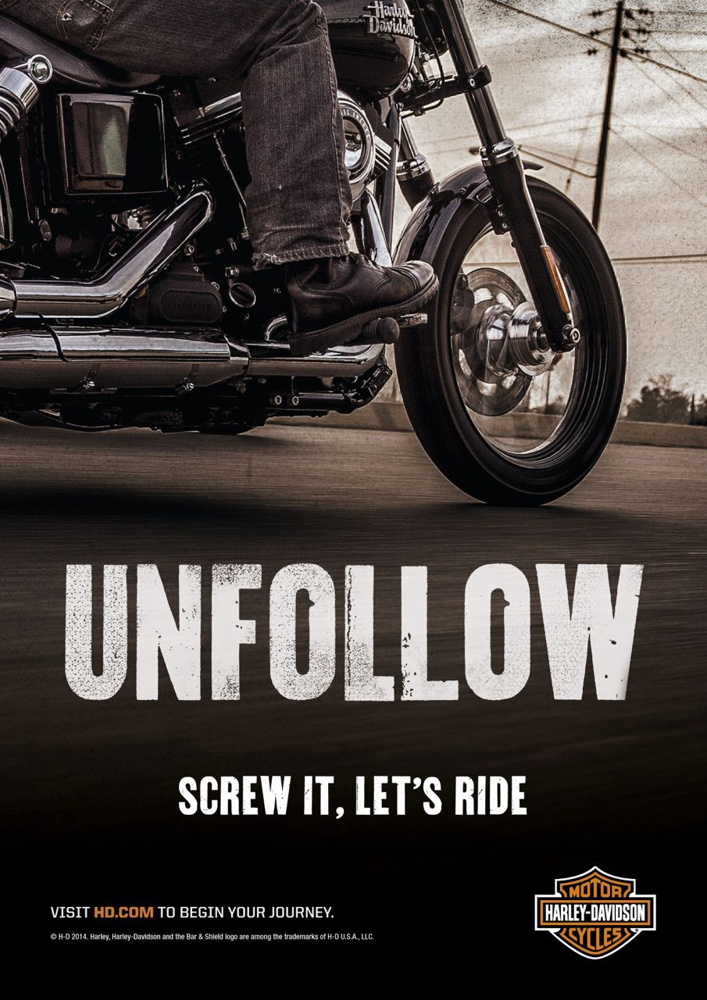 Harley
Davidson
UNFOLLOW
SCREW IT, LET'S RIDE
VISIT HD.COM TO BEGIN YOUR JOURNEY.
© H-D 2014. Harley, Harley-Davidson and the Bar & Shield logo are among the trademarks of H-D U.S.A., LLC.
MOTOR
HARLEY-DAVIDSON
CYCLES